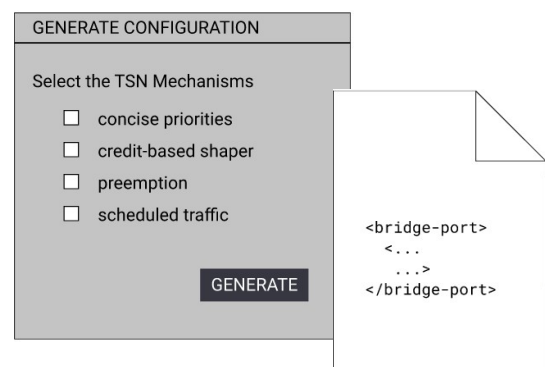 GENERATE CONFIGURATION
Select the TSN Mechanisms
concise priorities
credit-based shaper
preemption
scheduled traffic
GENERATE
<bridge-port>
<...
...>
</bridge-port>